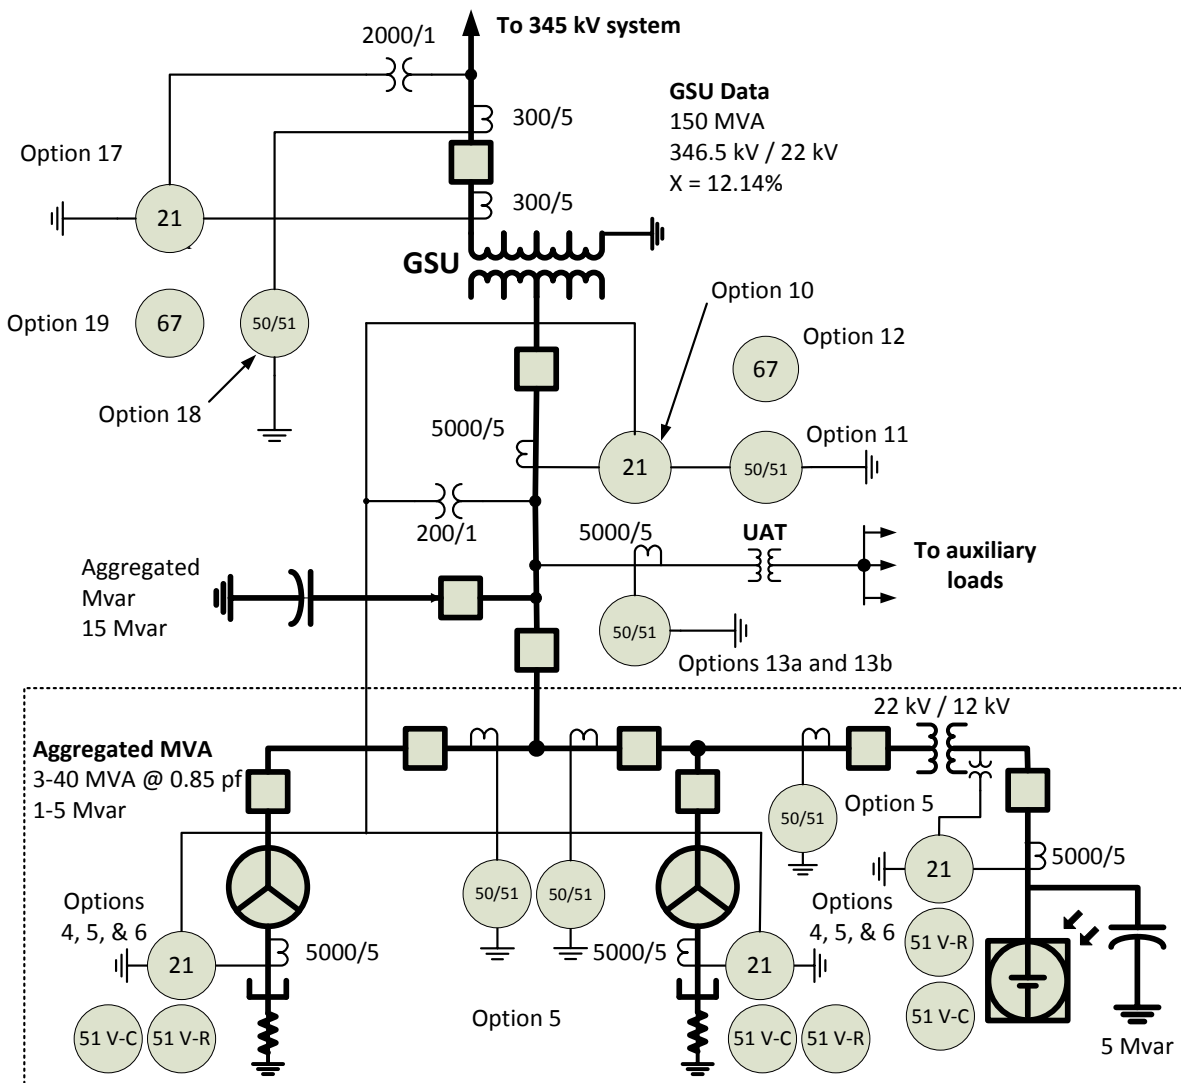 To 345 kV system
2000/1
GSU Data
150 MVA
346.5 kV / 22 kV
X = 12.14%
300/5
Option 17
300/5
21
GSU
Option 10
Option 19
67
50/51
Option 12
67
Option 18
5000/5
Option 11
21
50/51
200/1
5000/5
UAT
To auxiliary
loads
Aggregated
Mvar
15 Mvar
50/51
Options 13a and 13b
22 kV / 12 kV
Aggregated MVA
3-40 MVA @ 0.85 pf
1-5 Mvar
Option 5
50/51
5000/5
21
50/51
50/51
Options
4, 5, & 6
Options
4, 5, & 6
51 V-R
5000/5
5000/5
21
21
51 V-C
Option 5
51 V-C
51 V-R
51 V-C
51 V-R
5 Mvar